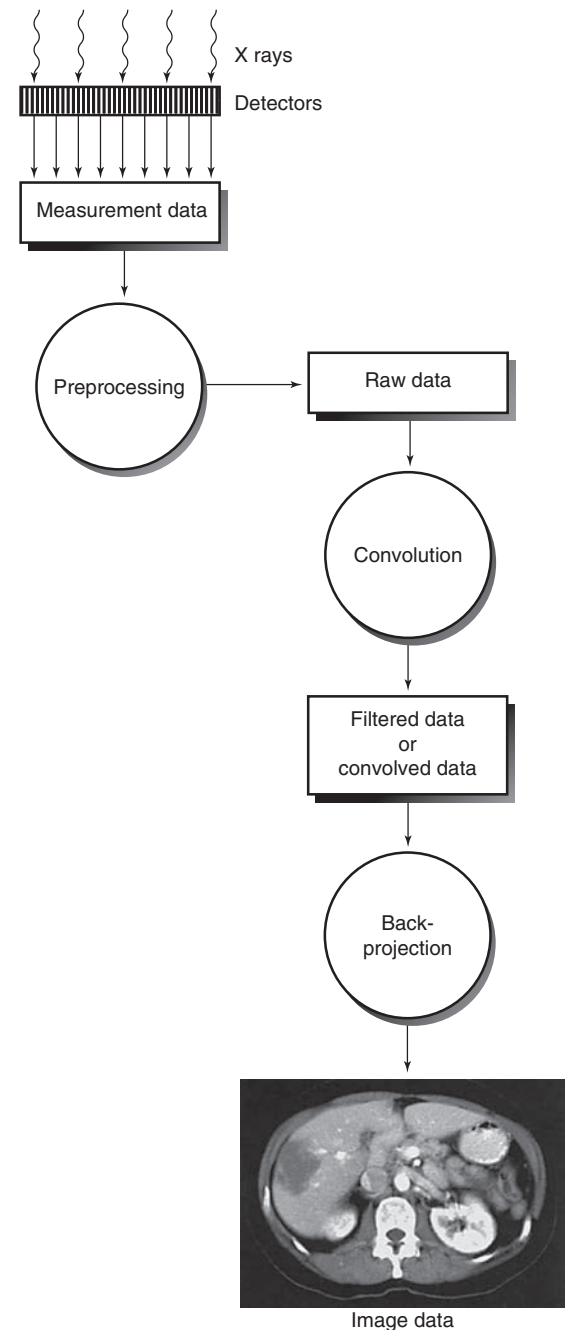 X rays
Detectors
Measurement data
Preprocessing
Raw data
Convolution
Filtered data
or
convolved data
Back-
projection
Image data